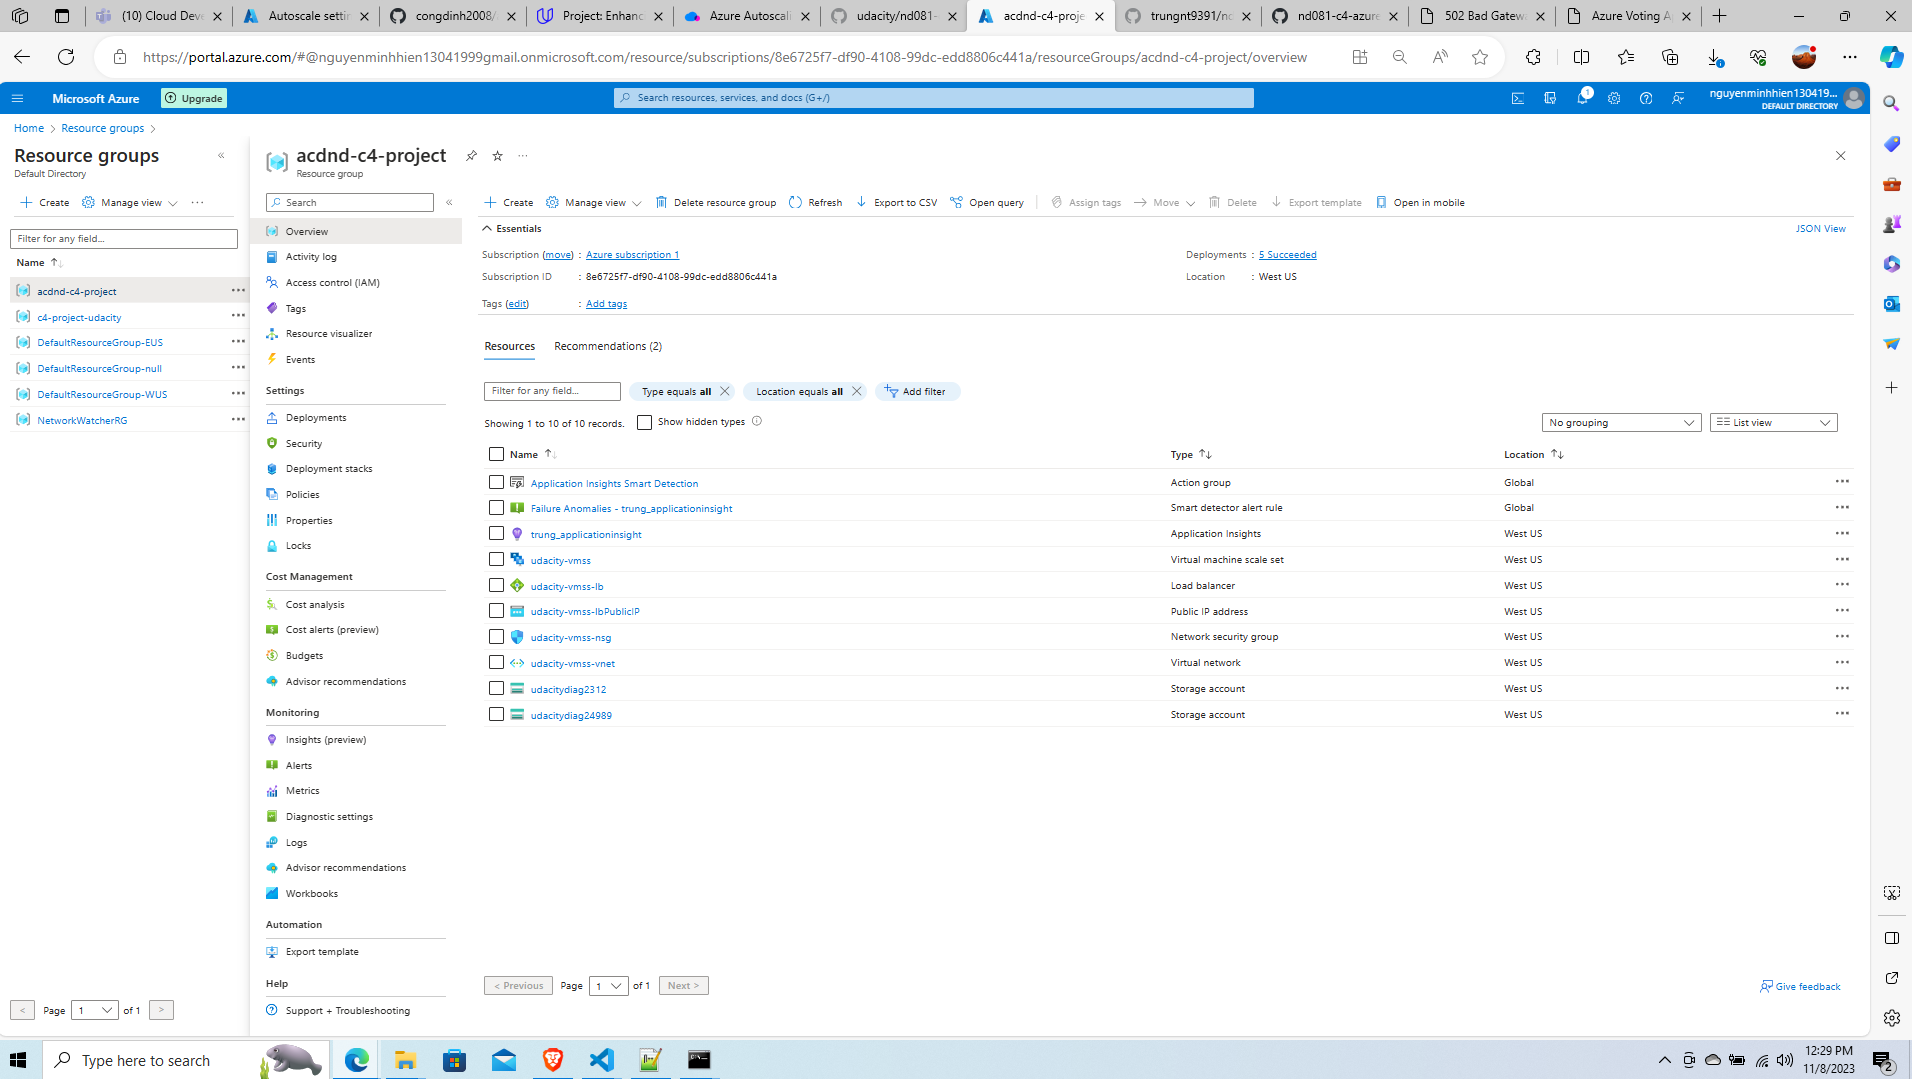 (10) Cloud Deve
Autoscale settin
congdinh2008/
Project: Enhanc
Azure Autoscali
udacity/nd081-
acdnd-c4-proje
trungnt9391/nd
nd081-c4-azure
502 Bad Gatewa
Azure Voting Ap
https://portal.azure.com/#@nguyenminhhien13041999gmail.onmicrosoft.com/resource/subscriptions/8e6725f7-df90-4108-99dc-edd8806c441a/resourceGroups/acdnd-c4-project/overview
Microsoft Azure
Upgrade
Search resources, services, and docs (G+/)
1
nguyenminhhien130419...
DEFAULT DIRECTORY
Home > Resource groups >
Resource groups
Default Directory
Create
Manage view
Filter for any field...
Name
acdnd-c4-project
c4-project-udacity
DefaultResourceGroup-EUS
DefaultResourceGroup-null
DefaultResourceGroup-WUS
NetworkWatcherRG
< Page 1 of 1 >
acdnd-c4-project
Resource group
Search
Overview
Activity log
Access control (IAM)
Tags
Resource visualizer
Events
Settings
Deployments
Security
Deployment stacks
Policies
Properties
Locks
Cost Management
Cost analysis
Cost alerts (preview)
Budgets
Advisor recommendations
Monitoring
Insights (preview)
Alerts
Metrics
Diagnostic settings
Logs
Advisor recommendations
Workbooks
Automation
Export template
Help
Support + Troubleshooting
Create Manage view Delete resource group Refresh Export to CSV Open query Assign tags Move Delete Export template Open in mobile
Essentials
JSON View
Subscription (move) : Azure subscription 1
Deployments : 5 Succeeded
Subscription ID : 8e6725f7-df90-4108-99dc-edd8806c441a
Location : West US
Tags (edit) : Add tags
Resources Recommendations (2)
Filter for any field... Type equals all Location equals all Add filter
Showing 1 to 10 of 10 records. Show hidden types
No grouping List view
Name Type Location
Application Insights Smart Detection Action group Global
Failure Anomalies - trung_applicationinsight Smart detector alert rule Global
trung_applicationinsight Application Insights West US
udacity-vmss Virtual machine scale set West US
udacity-vmss-lb Load balancer West US
udacity-vmss-lbPublicIP Public IP address West US
udacity-vmss-nsg Network security group West US
udacity-vmss-vnet Virtual network West US
udacitydiag2312 Storage account West US
udacitydiag24989 Storage account West US
< Previous Page 1 of 1 Next >
Give feedback
Type here to search
12:29 PM
11/8/2023
2